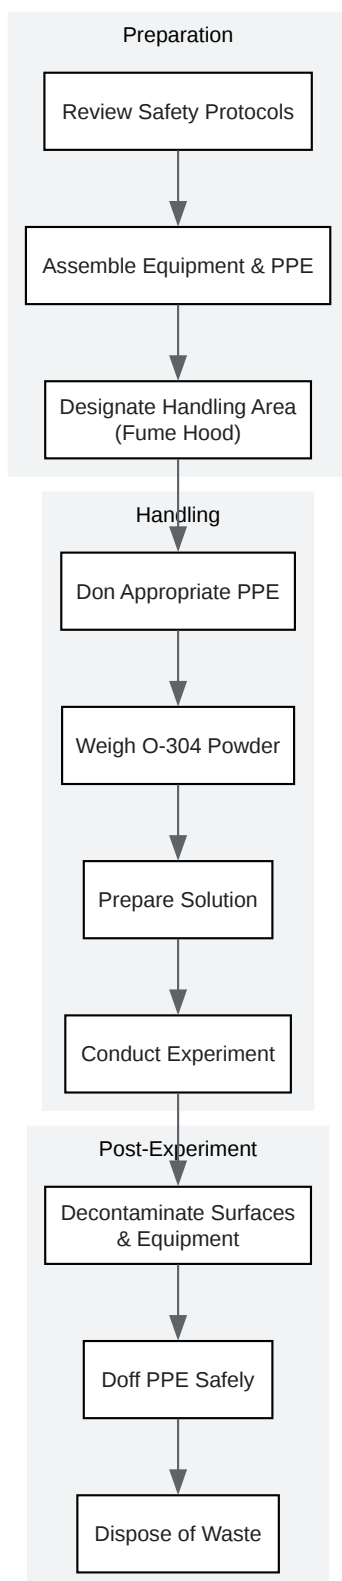 Preparation
Review Safety Protocols
Assemble Equipment & PPE
Designate Handling Area
(Fume Hood)
Handling
Don Appropriate PPE
Weigh O-304 Powder
Prepare Solution
Conduct Experiment
Post-Experiment
Decontaminate Surfaces
& Equipment
Doff PPE Safely
Dispose of Waste